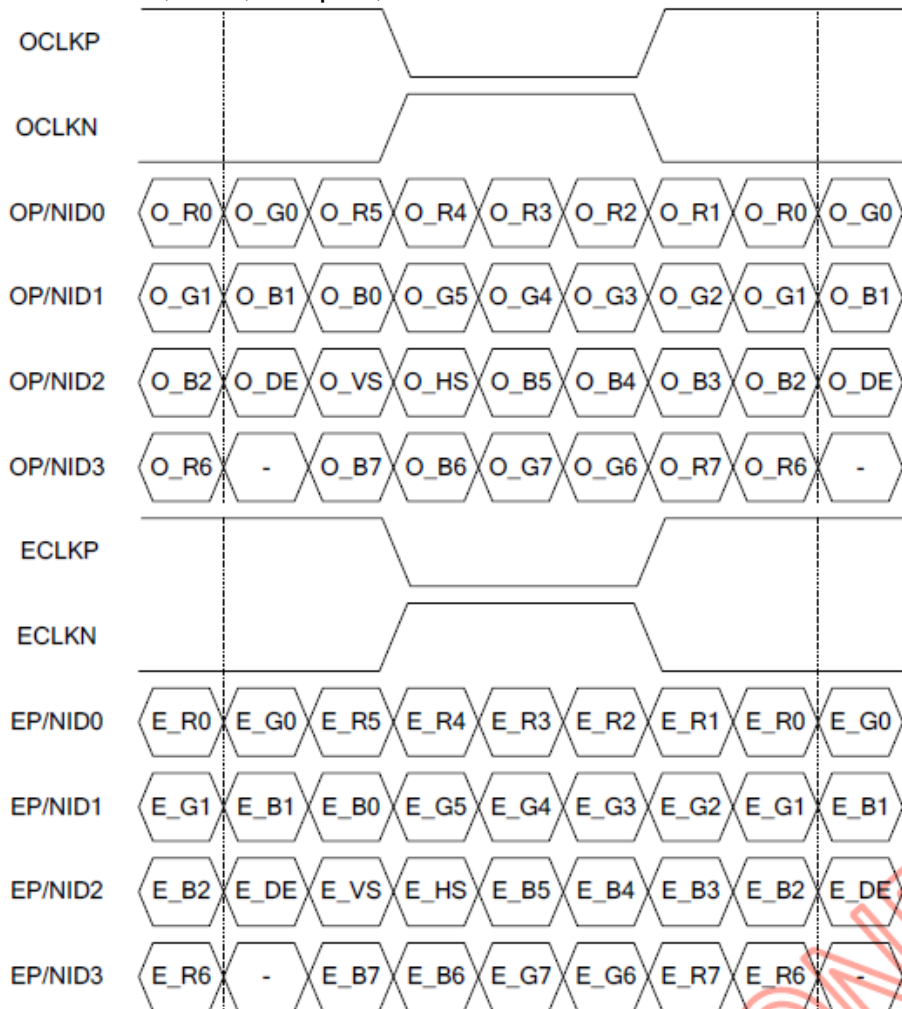 OCLKP
OCLKN
OP/NID0 O_R0 O_G0 O_R5 O_R4 O_R3 O_R2 O_R1 O_R0 O_G0
OP/NID1 O_G1 O_B1 O_B0 O_G5 O_G4 O_G3 O_G2 O_G1 O_B1
OP/NID2 O_B2 O_DE O_VS O_HS O_B5 O_B4 O_B3 O_B2 O_DE
OP/NID3 O_R6 - O_B7 O_B6 O_G7 O_G6 O_R7 O_R6 -
ECLKP
ECLKN
EP/NID0 E_R0 E_G0 E_R5 E_R4 E_R3 E_R2 E_R1 E_R0 E_G0
EP/NID1 E_G1 E_B1 E_B0 E_G5 E_G4 E_G3 E_G2 E_G1 E_B1
EP/NID2 E_B2 E_DE E_VS E_HS E_B5 E_B4 E_B3 E_B2 E_DE
EP/NID3 E_R6 - E_B7 E_B6 E_G7 E_G6 E_R7 E_R6 -